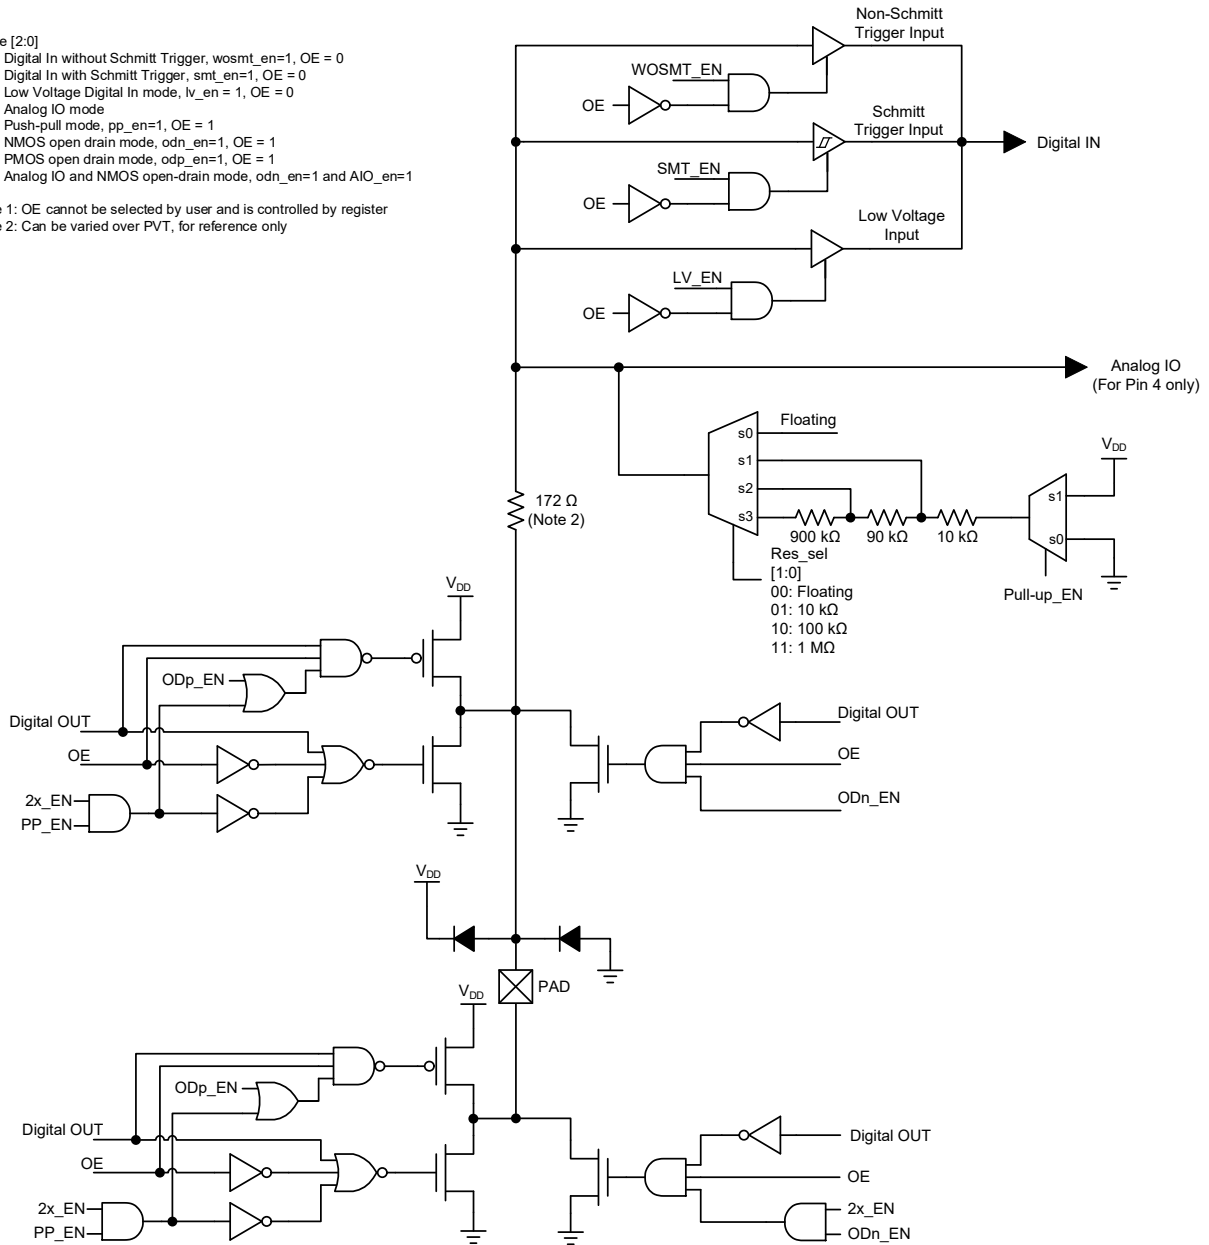 e [2:0]
Digital In without Schmitt Trigger, wosmt_en=1, OE = 0
Digital In with Schmitt Trigger, smt_en=1, OE = 0
Low Voltage Digital In mode, lv_en = 1, OE = 0
Analog IO mode
Push-pull mode, pp_en=1, OE = 1
NMOS open drain mode, odn_en=1, OE = 1
PMOS open drain mode, odp_en=1, OE = 1
Analog IO and NMOS open-drain mode, odn_en=1 and AIO_en=1
e 1: OE cannot be selected by user and is controlled by register
e 2: Can be varied over PVT, for reference only
Non-Schmitt
Trigger Input
WOSMT_EN
OE
Schmitt
Trigger Input
Digital IN
SMT_EN
OE
Low Voltage
Input
LV_EN
OE
Analog IO
(For Pin 4 only)
Floating
s0
s1
s2
s3
900 kΩ
90 kΩ
10 kΩ
VDD
s1
s0
Pull-up_EN
Res_sel
[1:0]
00: Floating
01: 10 kΩ
10: 100 kΩ
11: 1 MΩ
172 Ω
(Note 2)
VDD
ODp_EN
Digital OUT
OE
2x_EN
PP_EN
Digital OUT
OE
ODn_EN
VDD
PAD
VDD
ODp_EN
Digital OUT
OE
2x_EN
PP_EN
Digital OUT
OE
2x_EN
ODn_EN